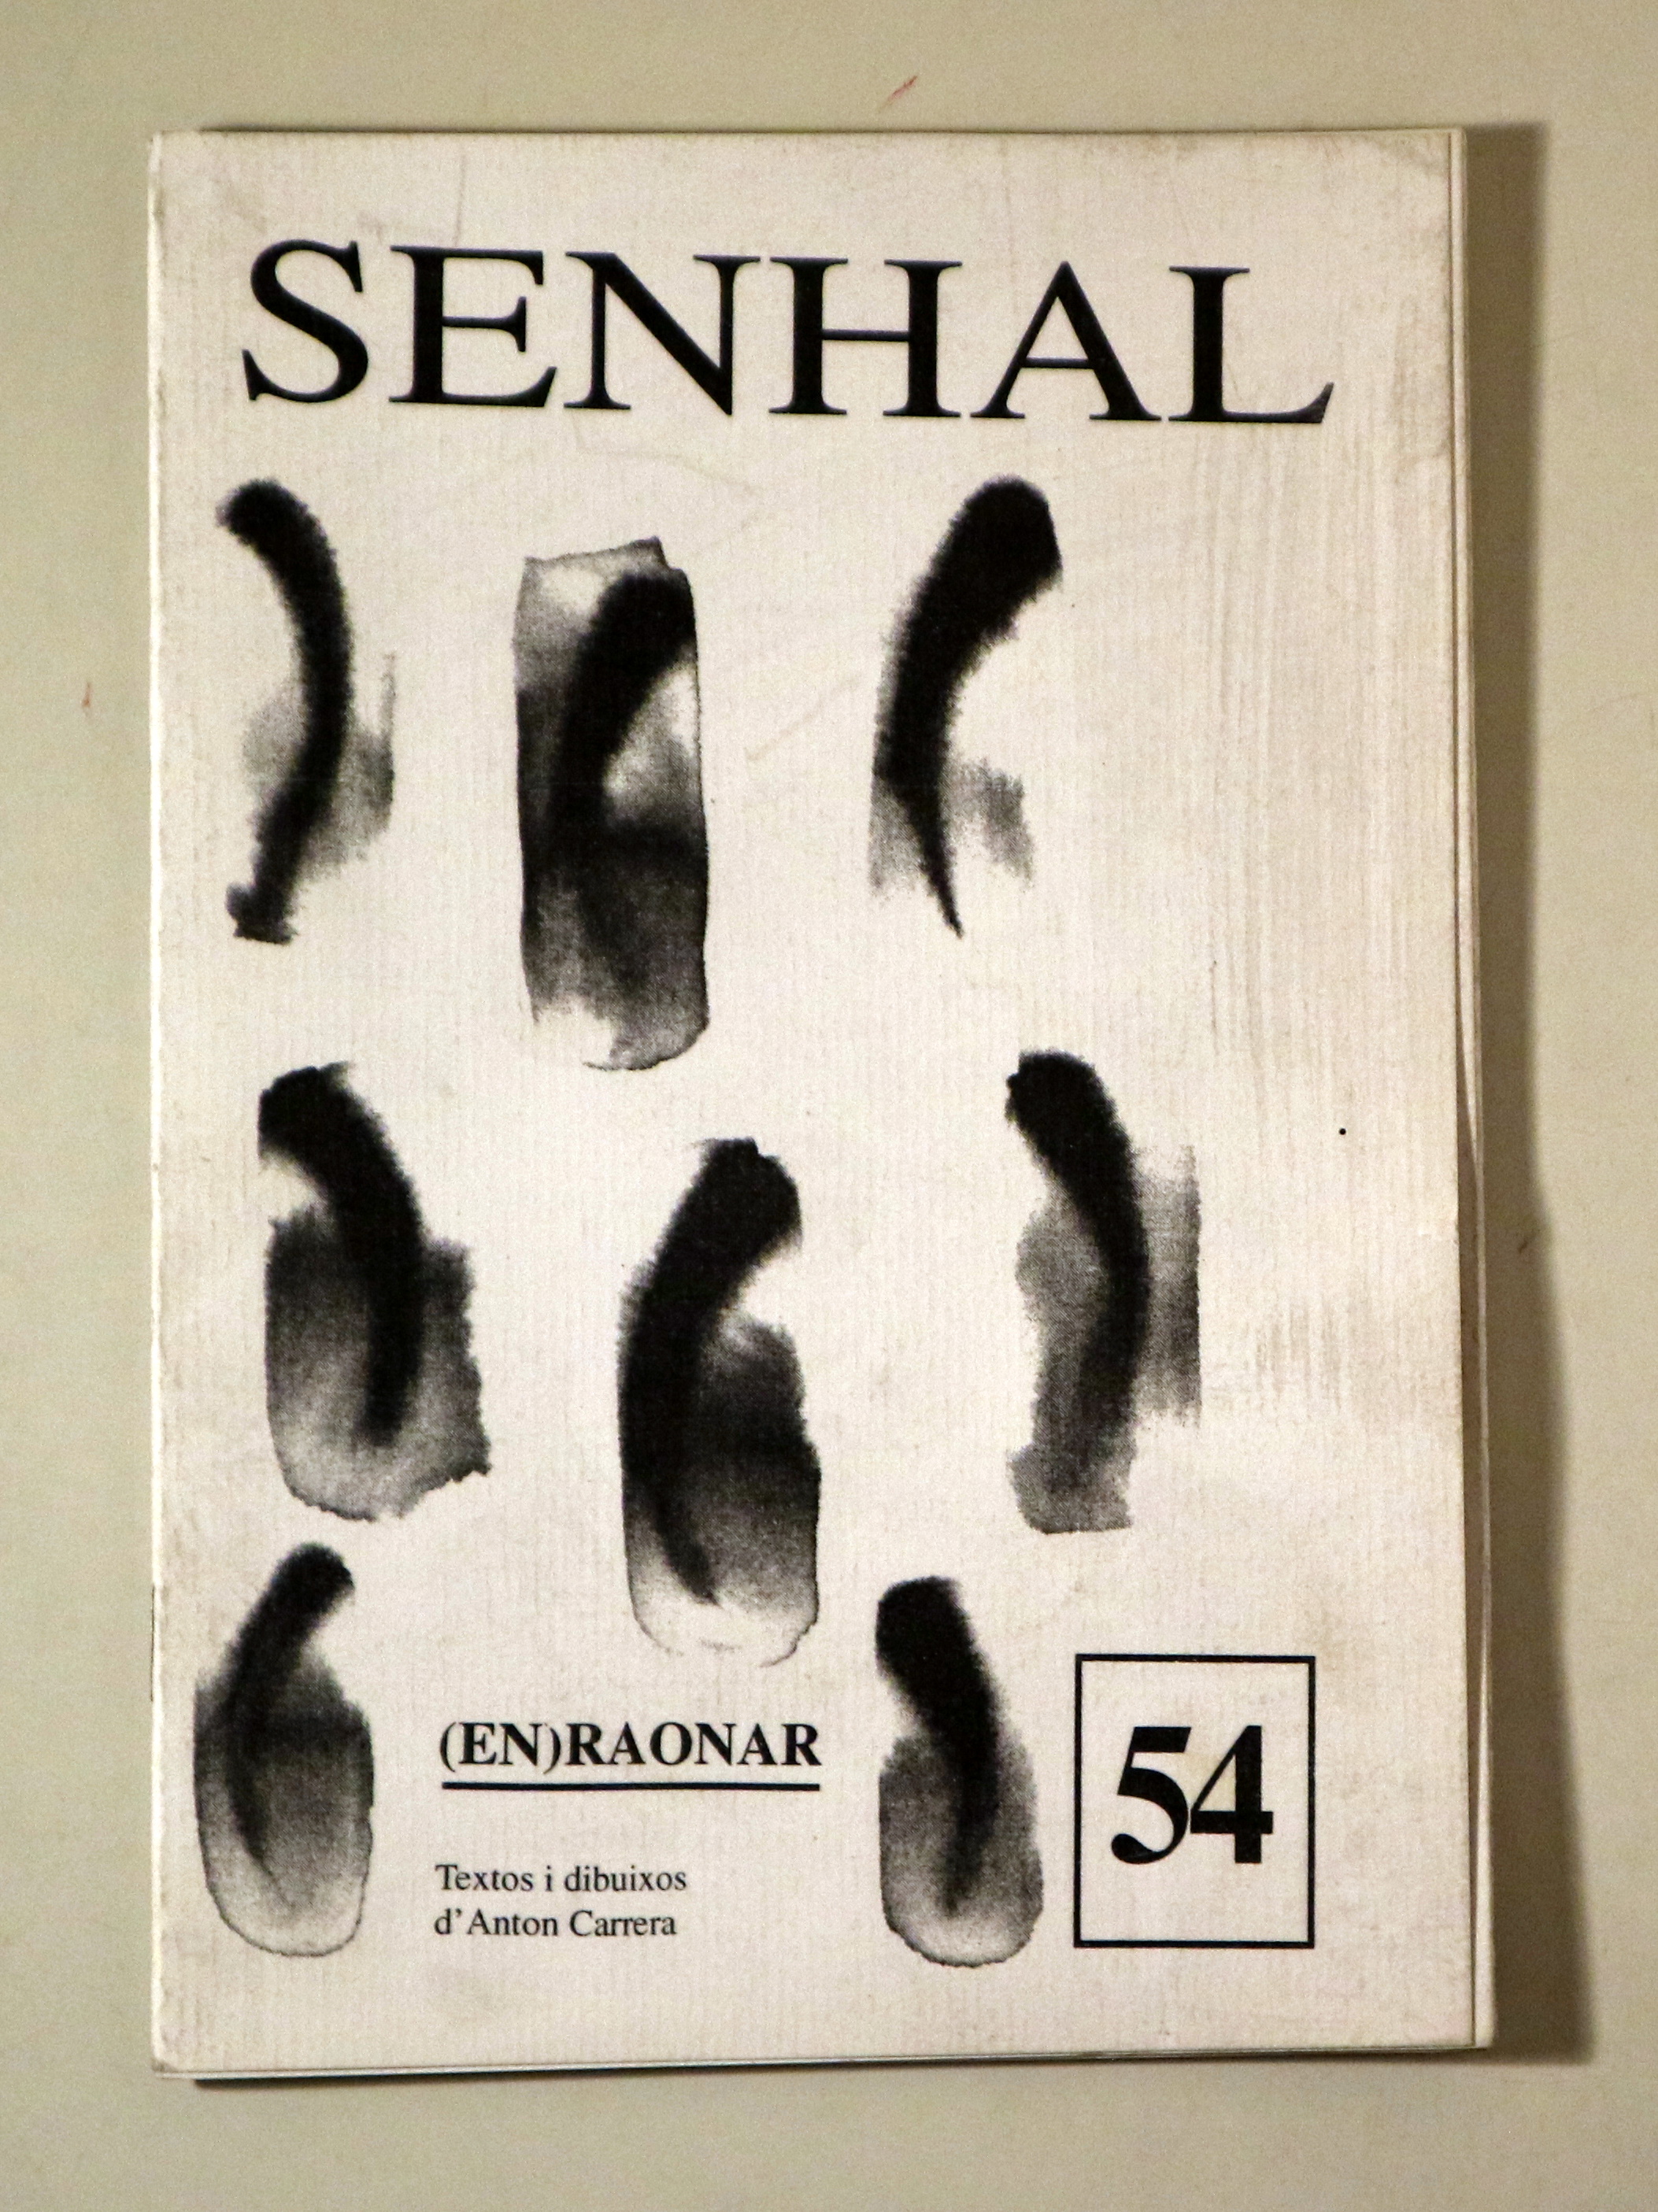 SENHAL
(EN)RAONAR
Textos i dibuixos
d'Anton Carrera
54